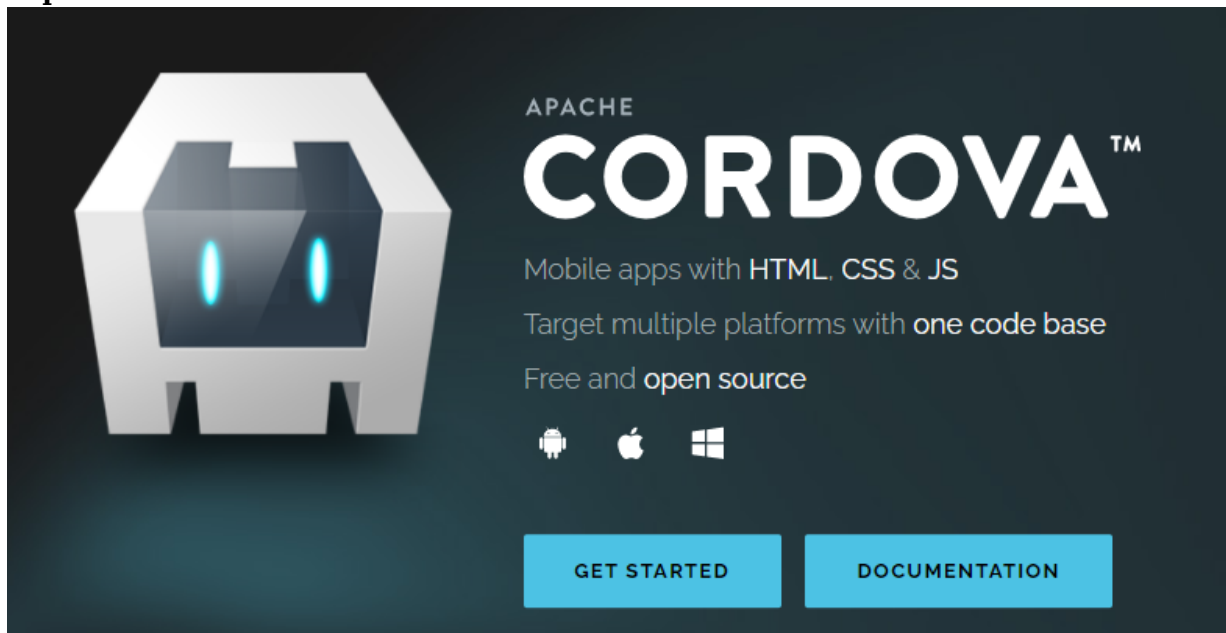 APACHE
CORDOVA™
Mobile apps with HTML, CSS & JS
Target multiple platforms with one code base
Free and open source
GET STARTED
DOCUMENTATION